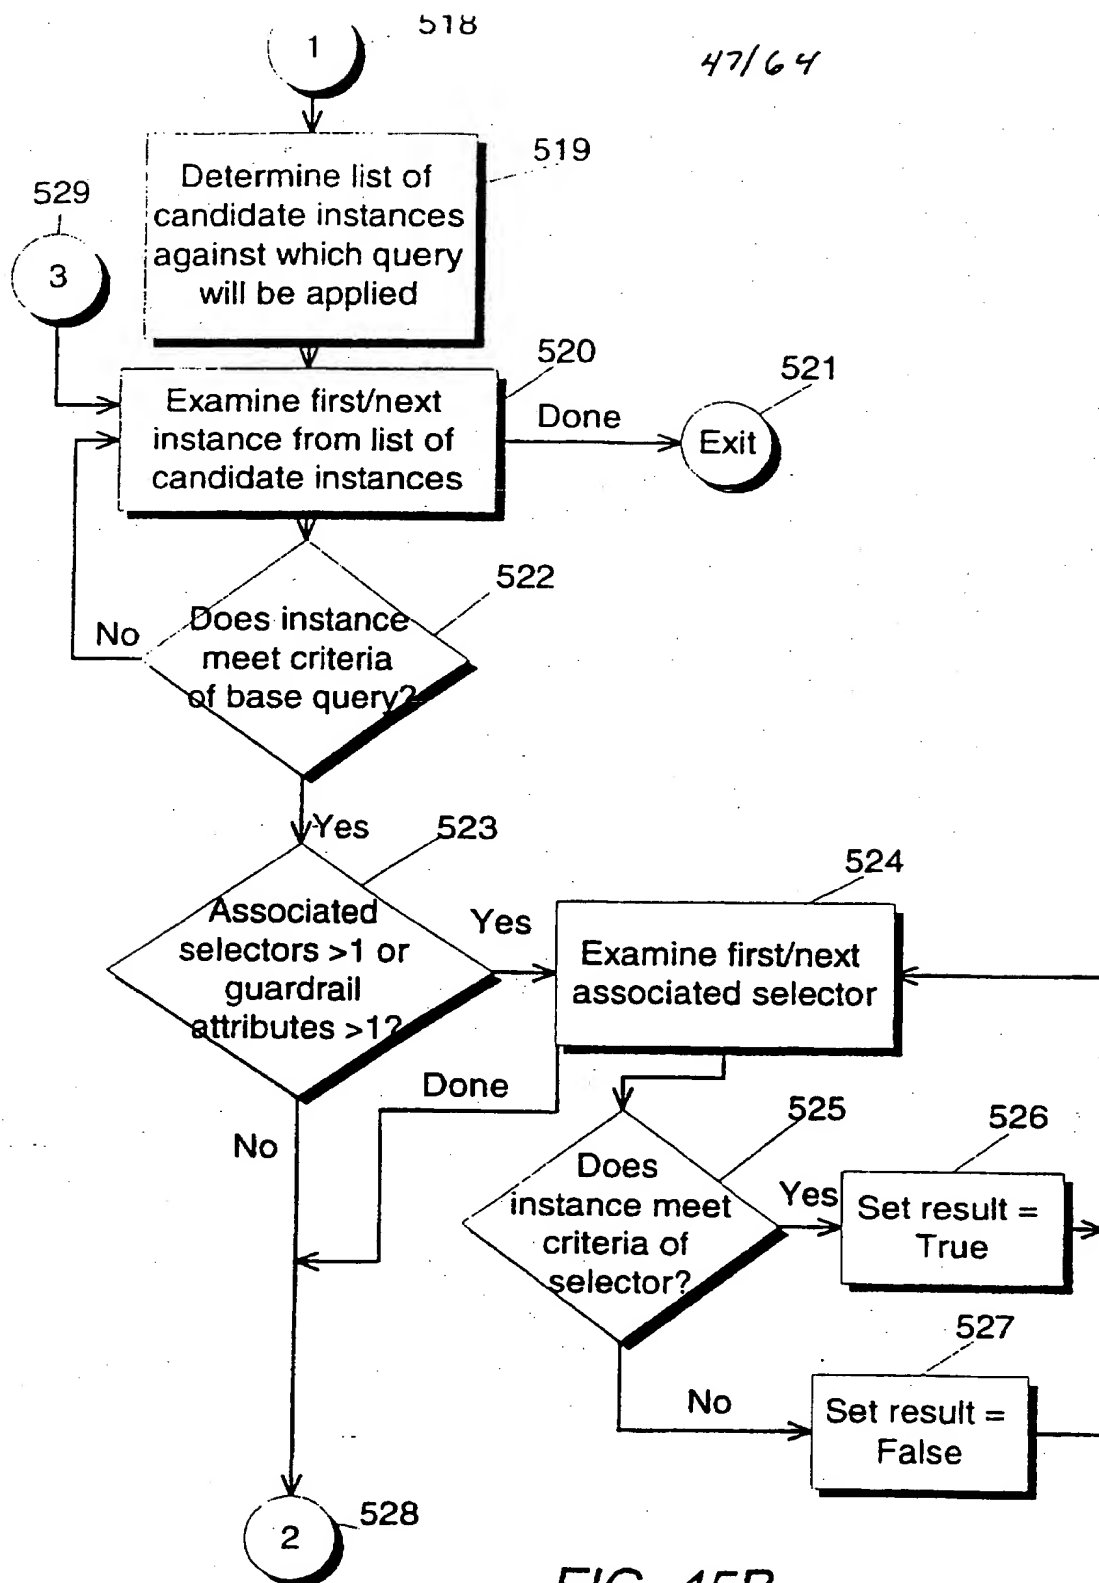 518
1
47/64
519
Determine list of
candidate instances
against which query
will be applied
529
3
520
Examine first/next
instance from list of
candidate instances
Done
521
Exit
522
Does instance
meet criteria
of base query?
No
Yes
523
Associated
selectors >1 or
guardrail
attributes >1?
Yes
524
Examine first/next
associated selector
Done
No
525
Does
instance meet
criteria of
selector?
Yes
526
Set result =
True
527
No
Set result =
False
528
2
FIG. 45B